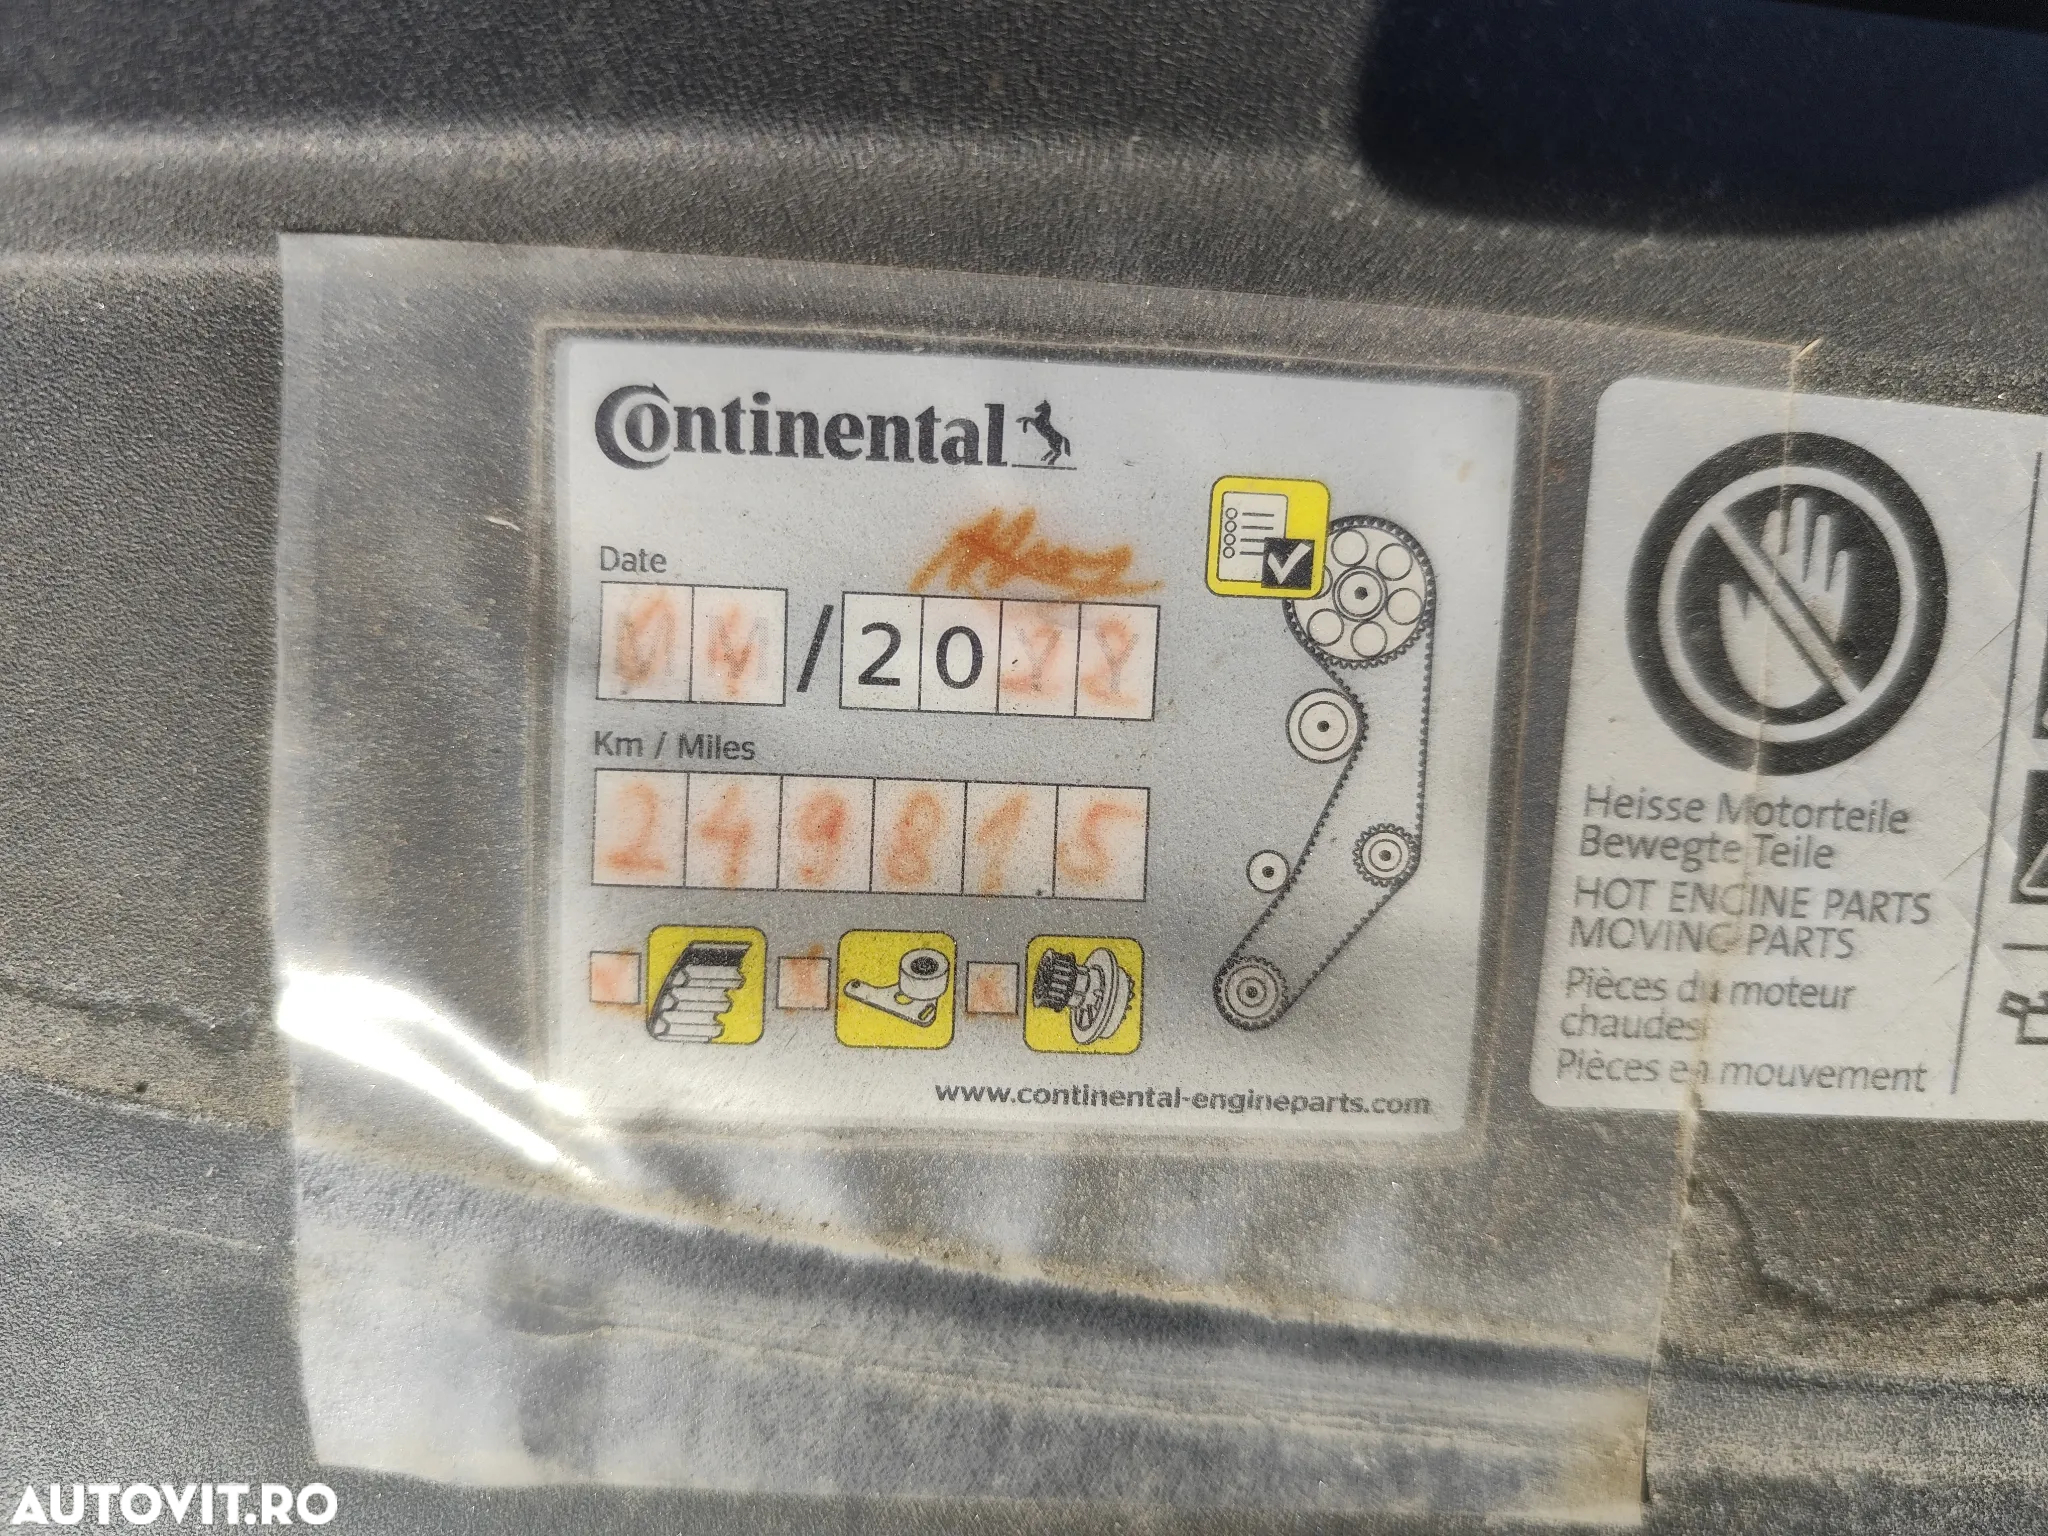 Continental
Date
04/2022
Km / Miles
249815
www.continental-engineparts.com
Heisse Motorteile
Bewegte Teile
HOT ENGINE PARTS
MOVING PARTS
Pièces du moteur
chaudes
Pièces en mouvement
AUTOVIT.RO